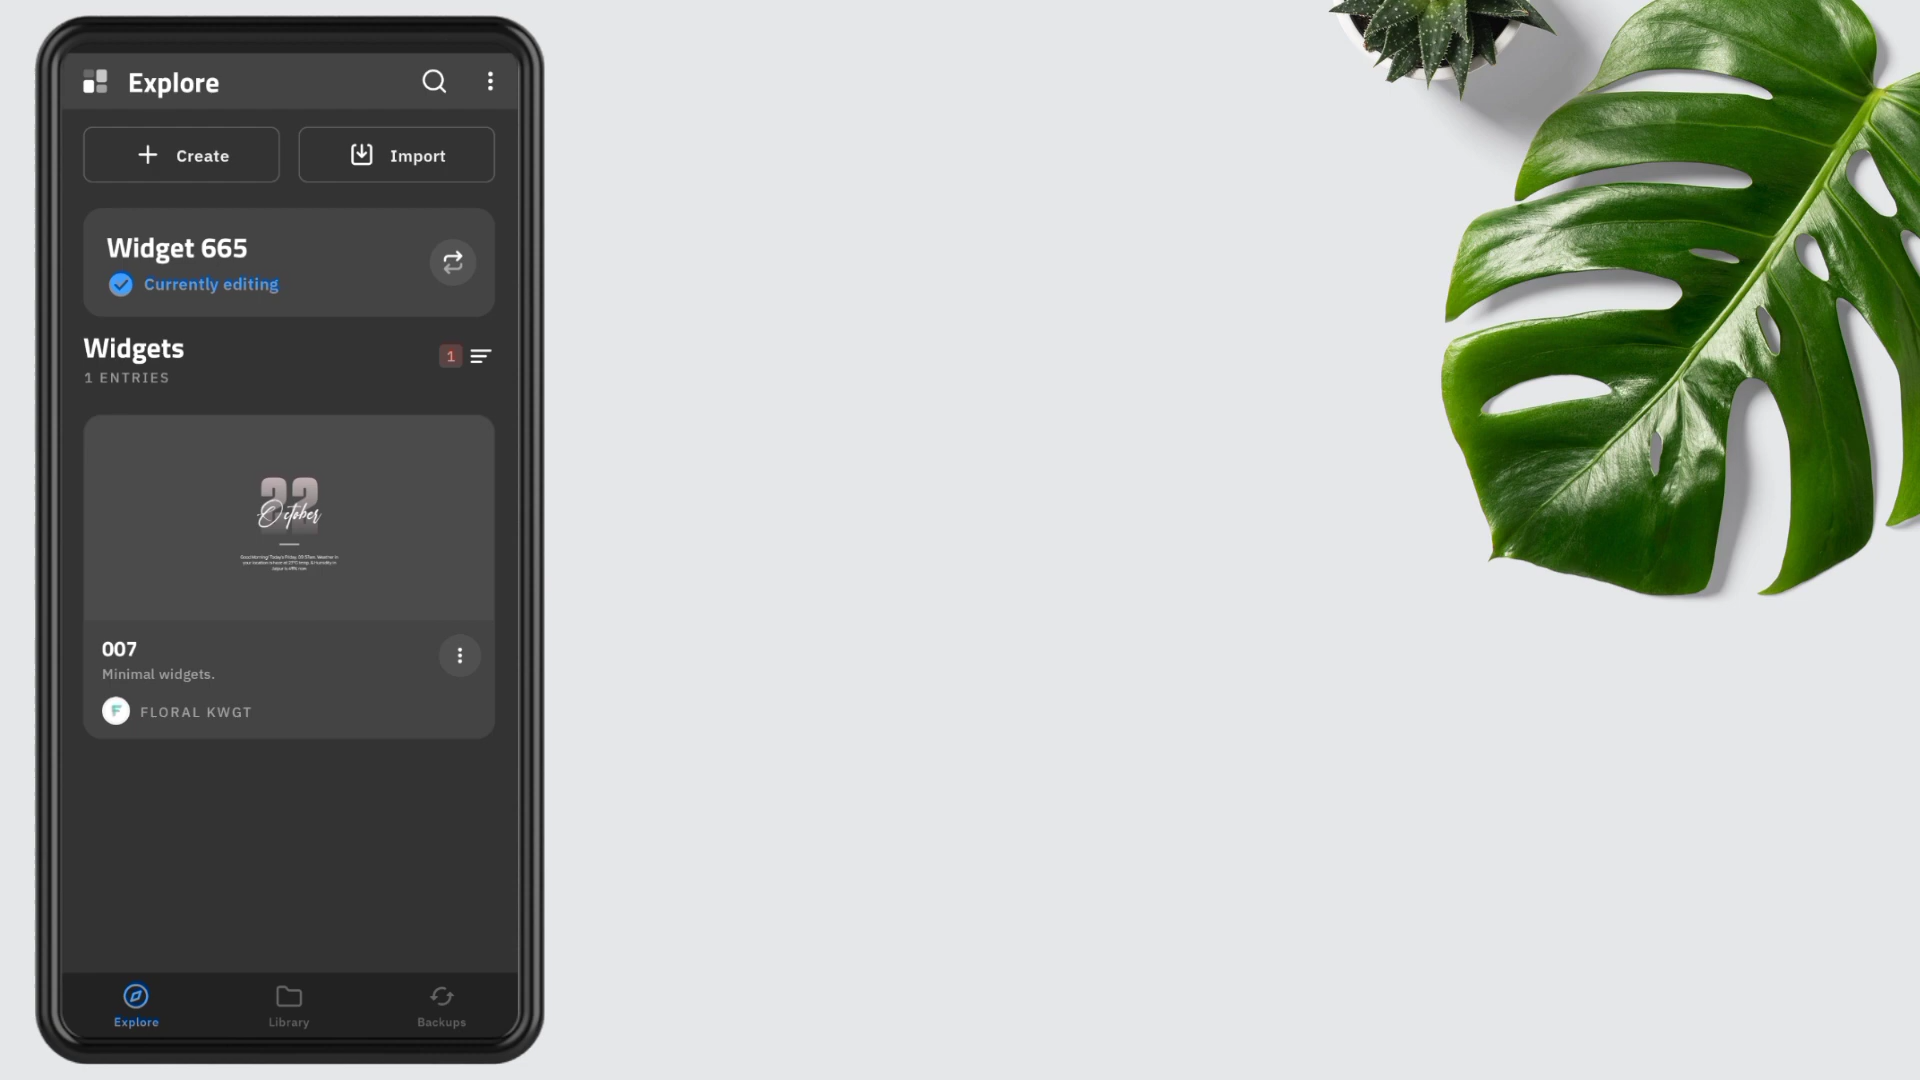 Explore
Create
Import
Widget 665
Currently editing
Widgets
1
1 ENTRIES
22
October
007
Minimal widgets.
F
FLORAL KWGT
Explore
Library
Backups